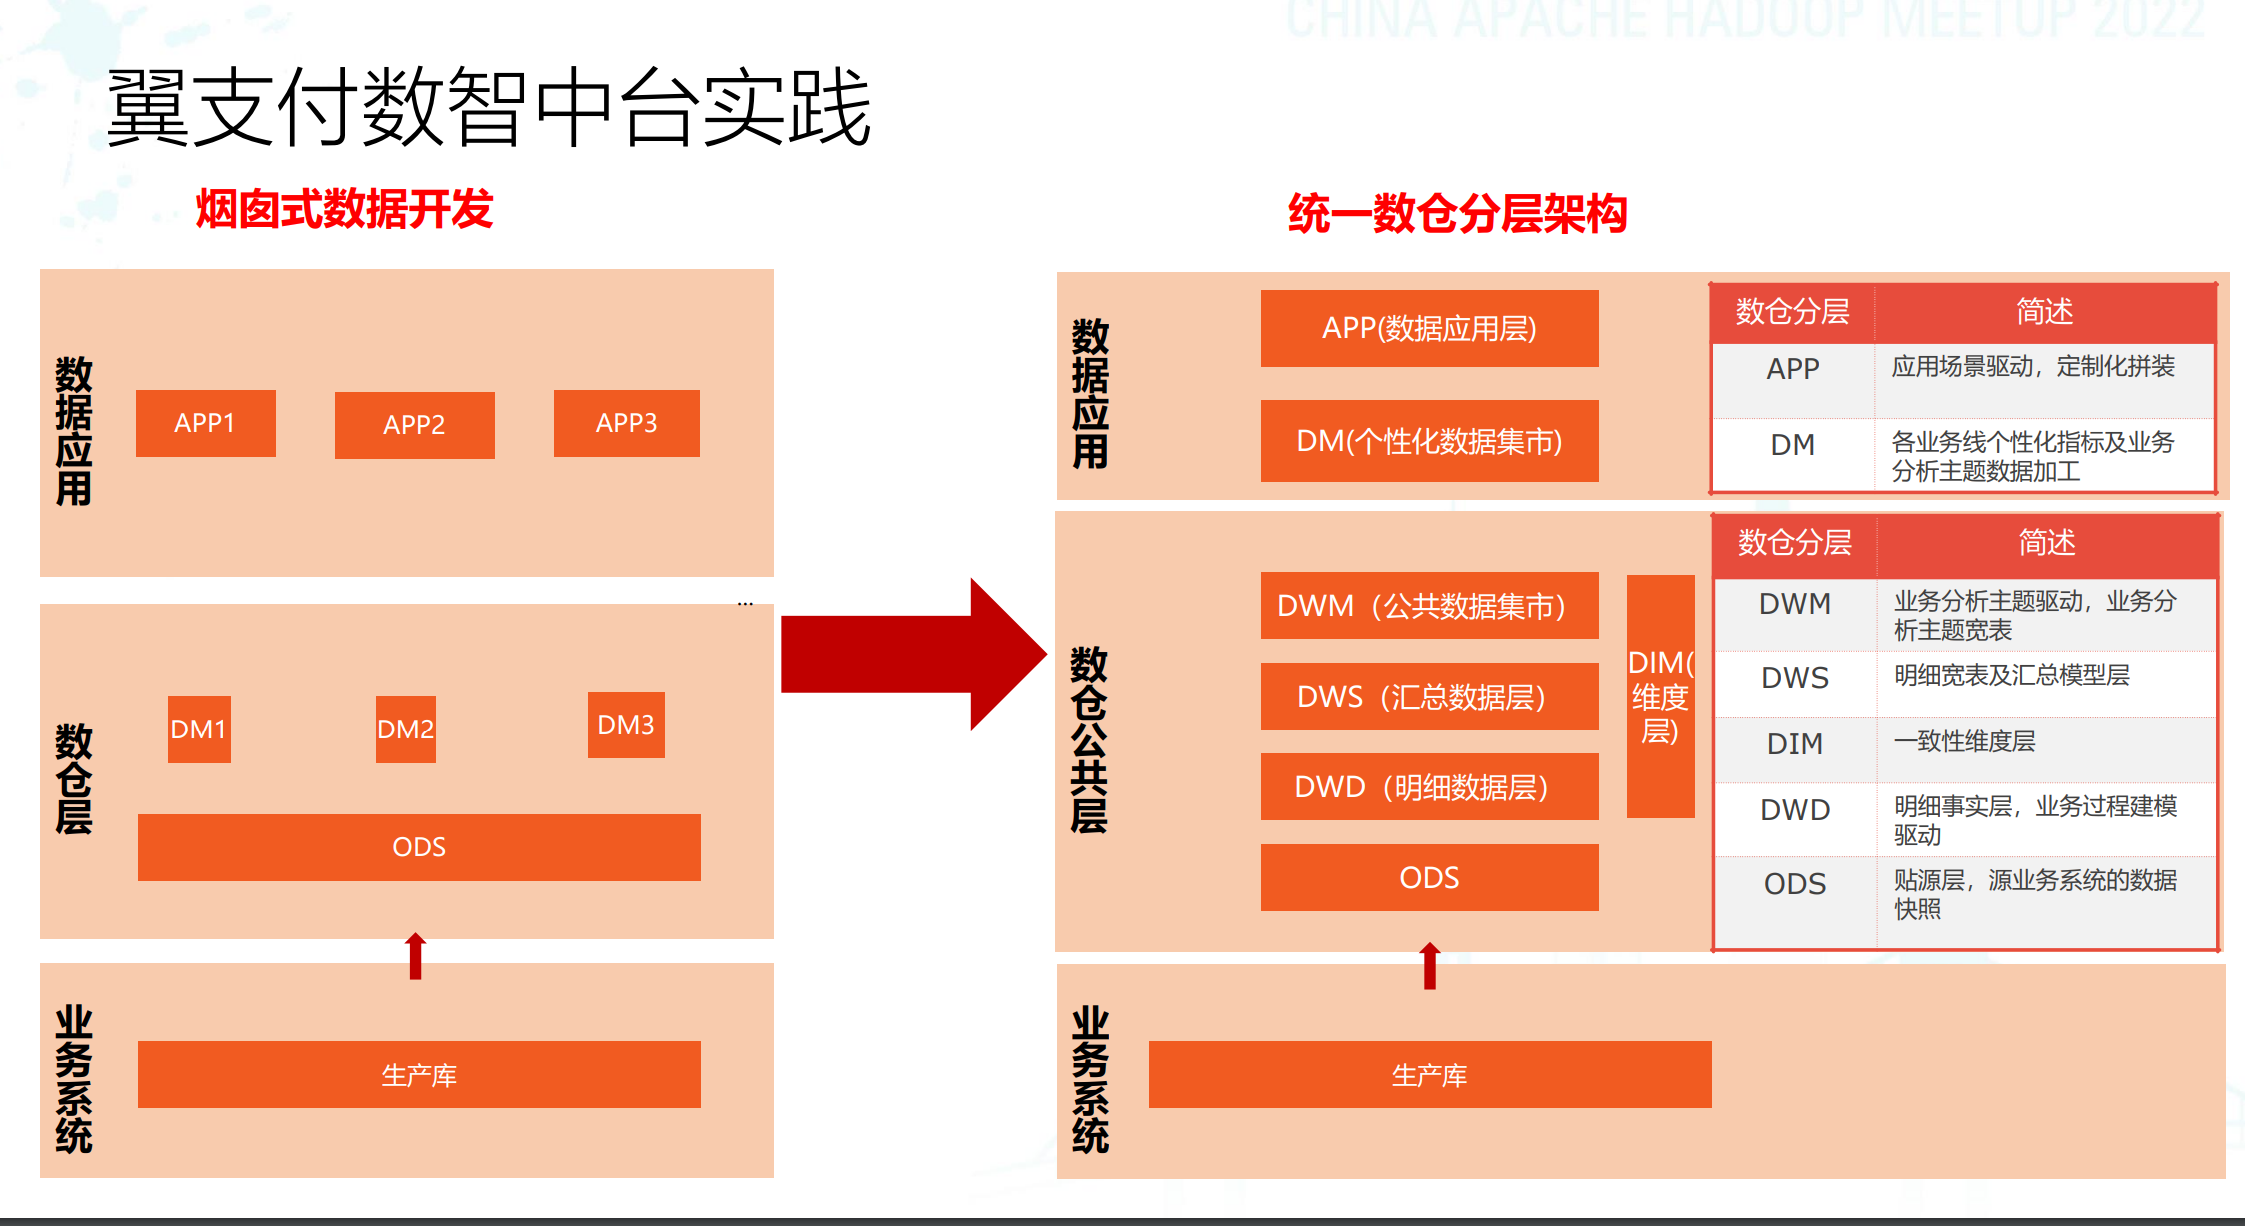 CHINA APACHE HADOOP MEETUP 2022
翼支付数智中台实践
烟囱式数据开发
数据应用
APP1
APP2
APP3
...
数仓层
DM1
DM2
DM3
ODS
业务系统
生产库
统一数仓分层架构
数据应用
APP(数据应用层)
DM(个性化数据集市)
数仓分层
简述
APP
应用场景驱动，定制化拼装
DM
各业务线个性化指标及业务
分析主题数据加工
数仓公共层
DWM（公共数据集市）
DWS（汇总数据层）
DWD（明细数据层）
ODS
DIM(
维度
层)
数仓分层
简述
DWM
业务分析主题驱动，业务分
析主题宽表
DWS
明细宽表及汇总模型层
DIM
一致性维度层
DWD
明细事实层，业务过程建模
驱动
ODS
贴源层，源业务系统的数据
快照
业务系统
生产库